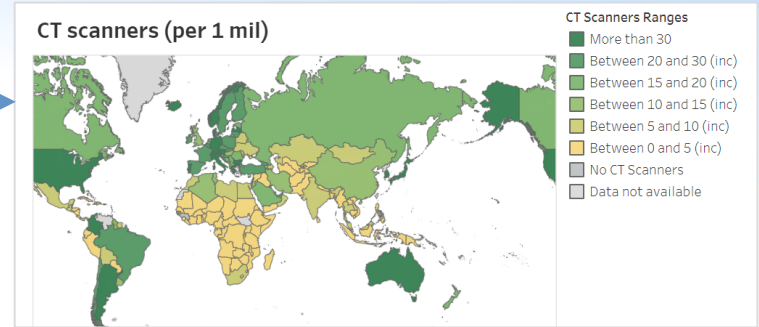 CT scanners (per 1 mil)
CT Scanners Ranges
More than 30
Between 20 and 30 (inc)
Between 15 and 20 (inc)
Between 10 and 15 (inc)
Between 5 and 10 (inc)
Between 0 and 5 (inc)
No CT Scanners
Data not available